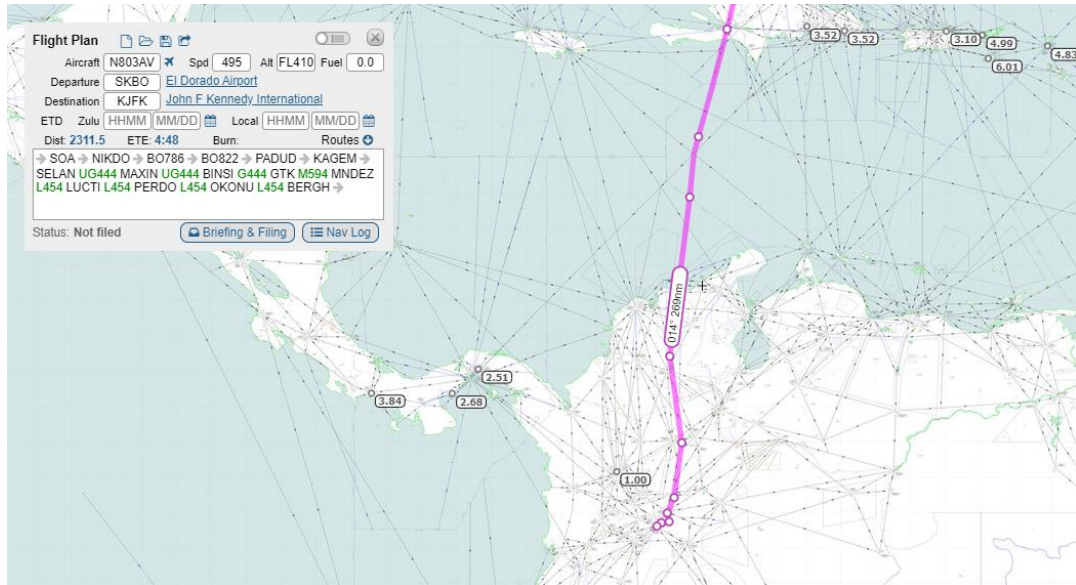 Flight Plan
Aircraft N803AV Spd 495 Alt FL410 Fuel 0.0
Departure SKBO El Dorado Airport
Destination KJFK John F Kennedy International
ETD Zulu HHMM MM/DD Local HHMM MM/DD
Dist: 2311.5 ETE: 4:48 Burn: Routes
→ SOA → NIKDO → BO786 → BO822 → PADUD → KAGEM →
SELAN UG444 MAXIN UG444 BINSI G444 GTK M594 MNDEZ
L454 LUCTI L454 PERDO L454 OKONU L454 BERGH →
Status: Not filed Briefing & Filing Nav Log
3.52
3.52
3.10
4.99
4.83
6.01
014° 269nm
2.51
3.84
2.68
1.00